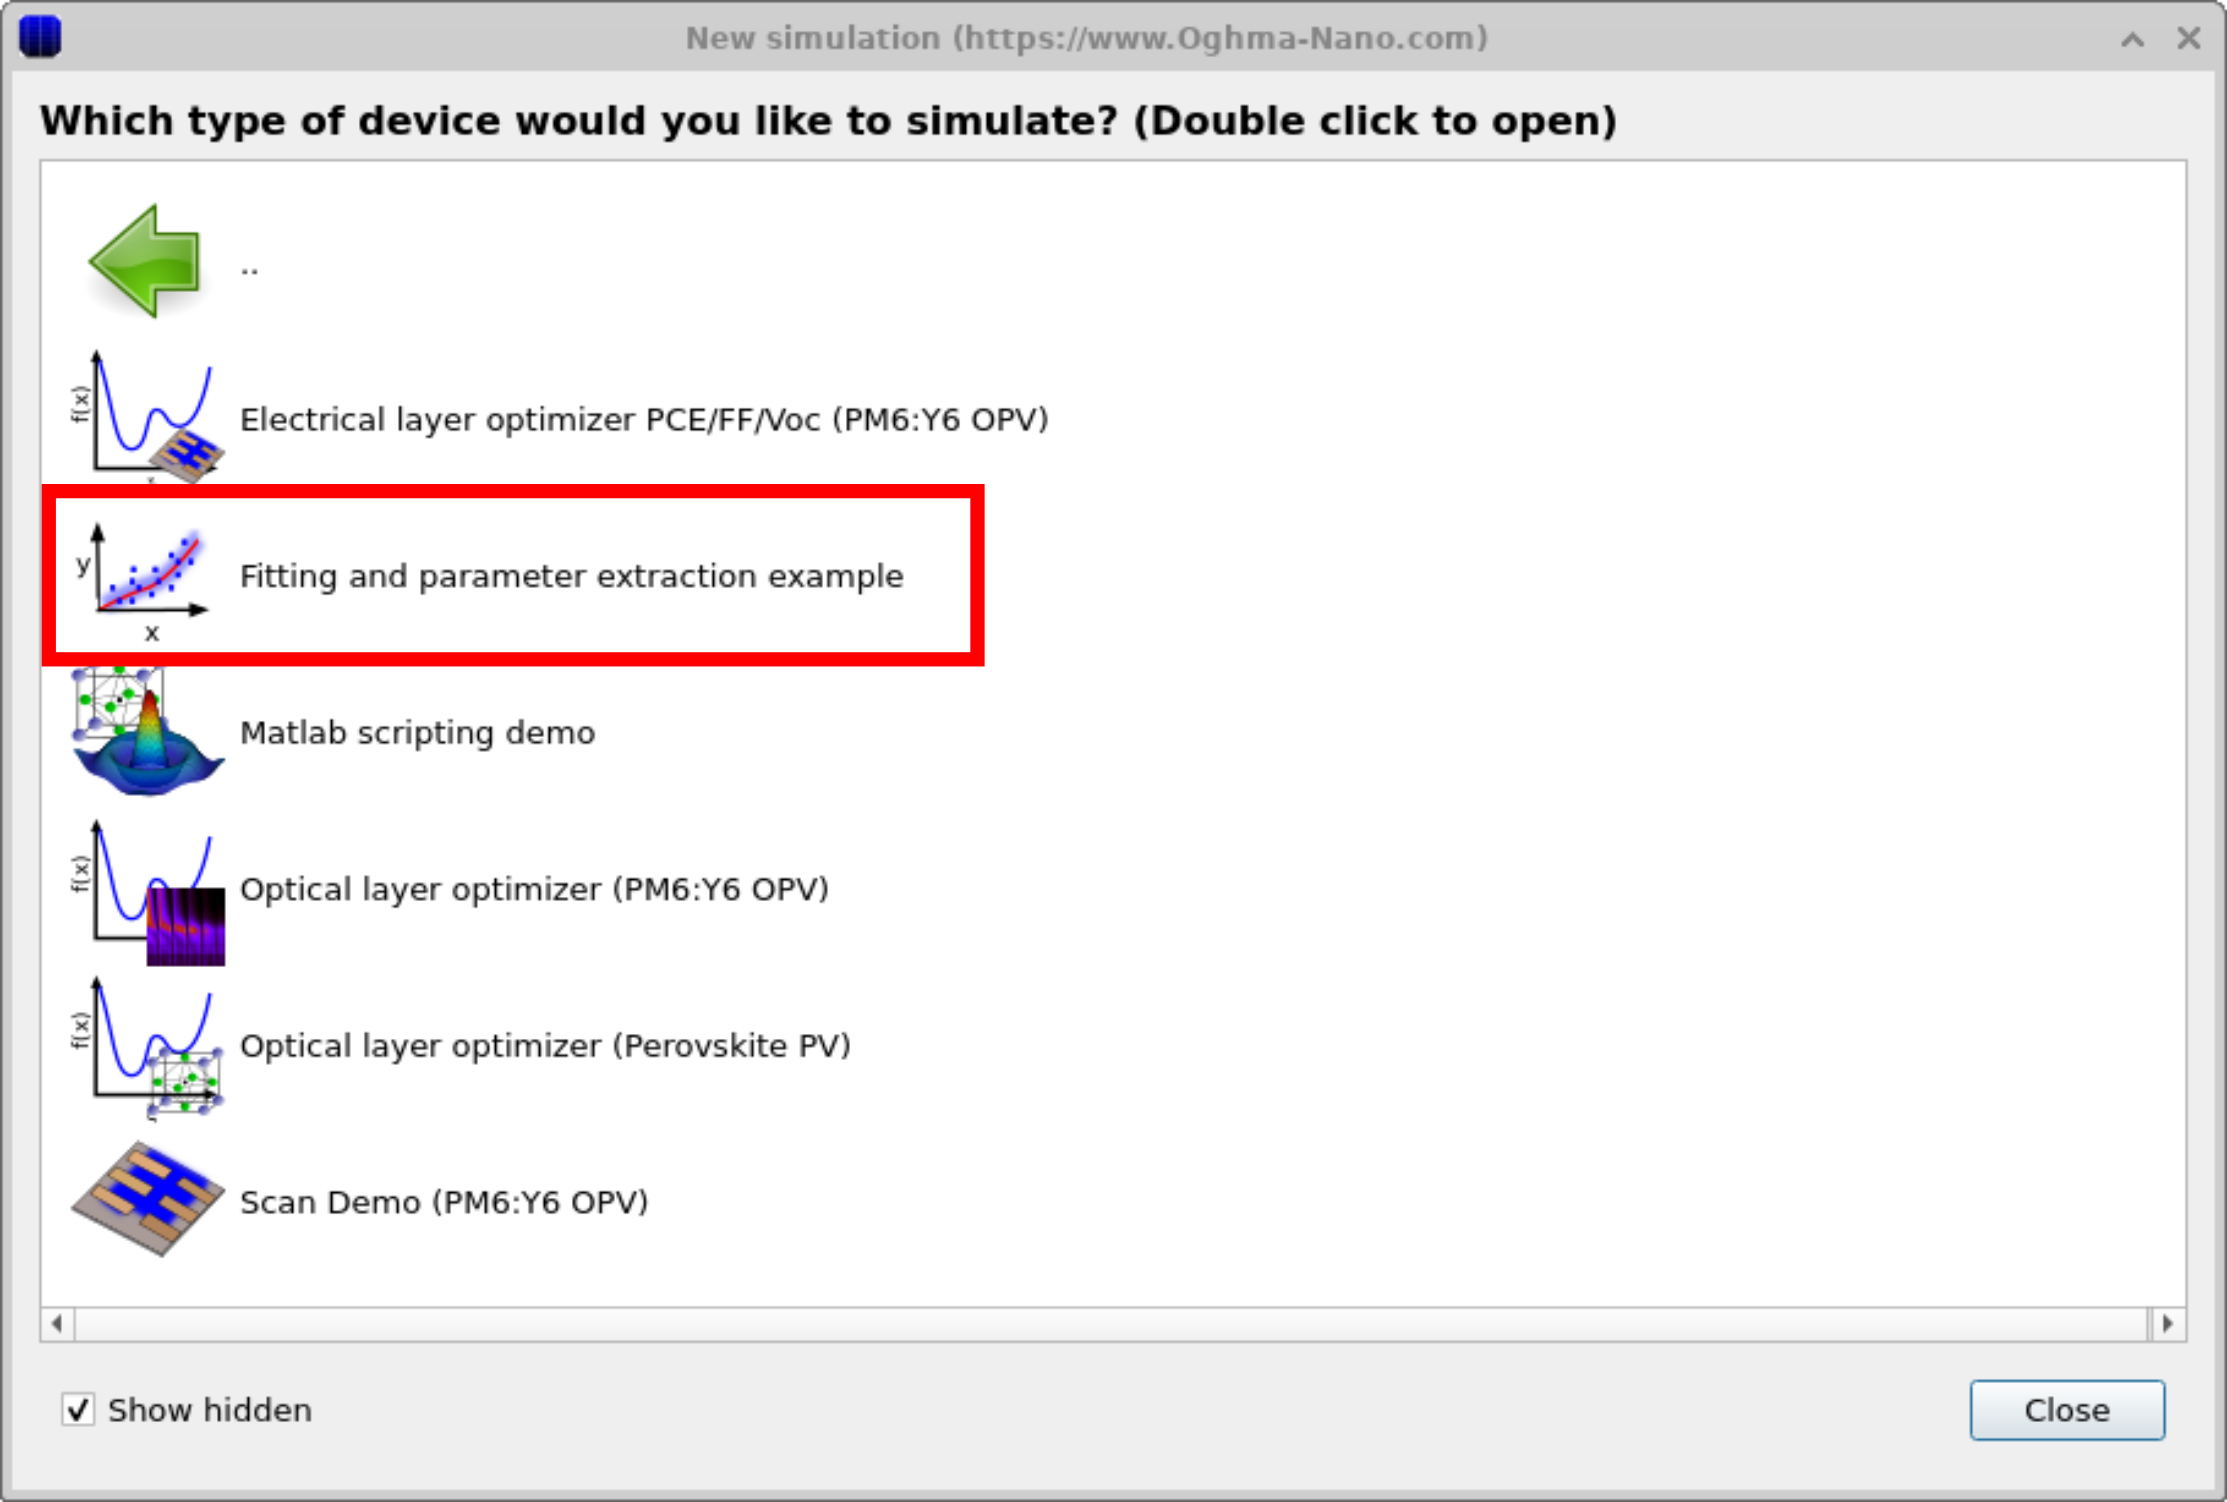 New simulation (https://www.Oghma-Nano.com)
Which type of device would you like to simulate? (Double click to open)
..
f(x)
Electrical layer optimizer PCE/FF/Voc (PM6:Y6 OPV)
y
Fitting and parameter extraction example
x
Matlab scripting demo
f(x)
Optical layer optimizer (PM6:Y6 OPV)
f(x)
Optical layer optimizer (Perovskite PV)
Scan Demo (PM6:Y6 OPV)
Show hidden
Close